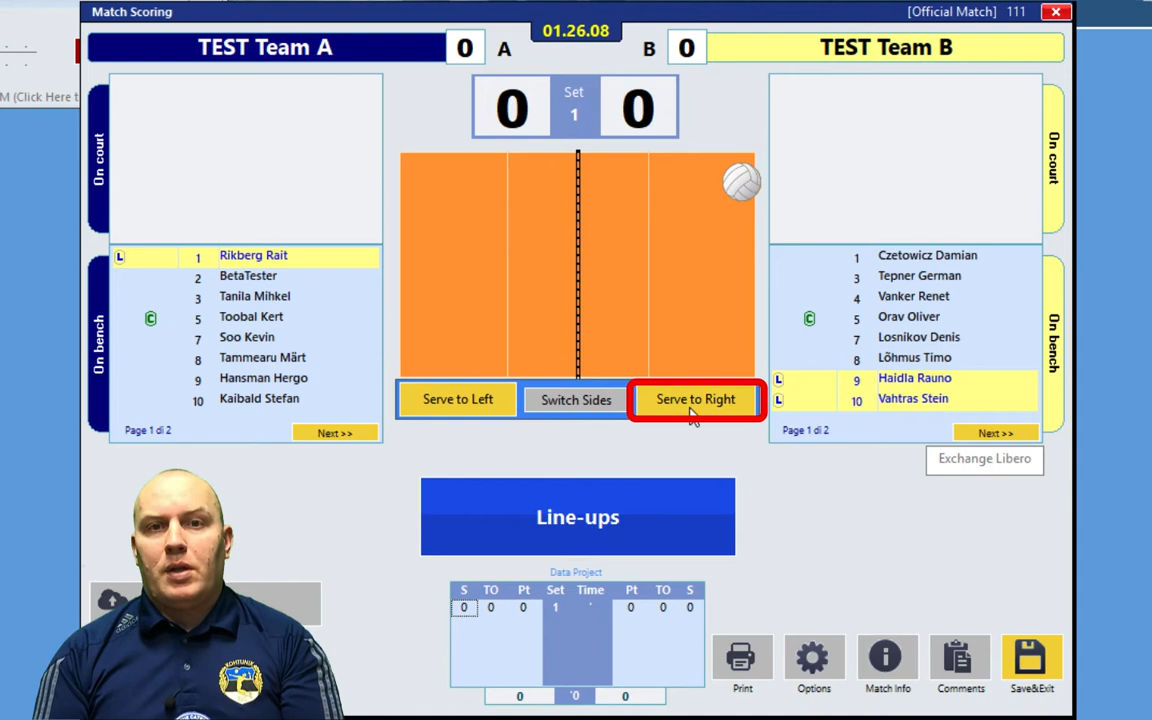 Match Scoring
[Official Match] 111
01.26.08
TEST Team A
0
A
B
0
TEST Team B
0
Set
1
0
M (Click Here t
On court
On court
On bench
L 1 Rikberg Rait
2 BetaTester
3 Tanila Mihkel
C 5 Toobal Kert
7 Soo Kevin
8 Tammearu Märt
9 Hansman Hergo
10 Kaibald Stefan
Page 1 di 2
Next >>
1 Czetowicz Damian
3 Tepner German
4 Vanker Renet
C 5 Orav Oliver
7 Losnikov Denis
8 Lõhmus Timo
L 9 Haidla Rauno
L 10 Vahtras Stein
Page 1 di 2
Next >>
On bench
Serve to Left
Switch Sides
Serve to Right
Exchange Libero
Line-ups
Data Project
S TO Pt Set Time Pt TO S
0 0 0 1 ' 0 0 0
0 '0 0
KOHTUNIK
Print
Options
Match Info
Comments
Save&Exit